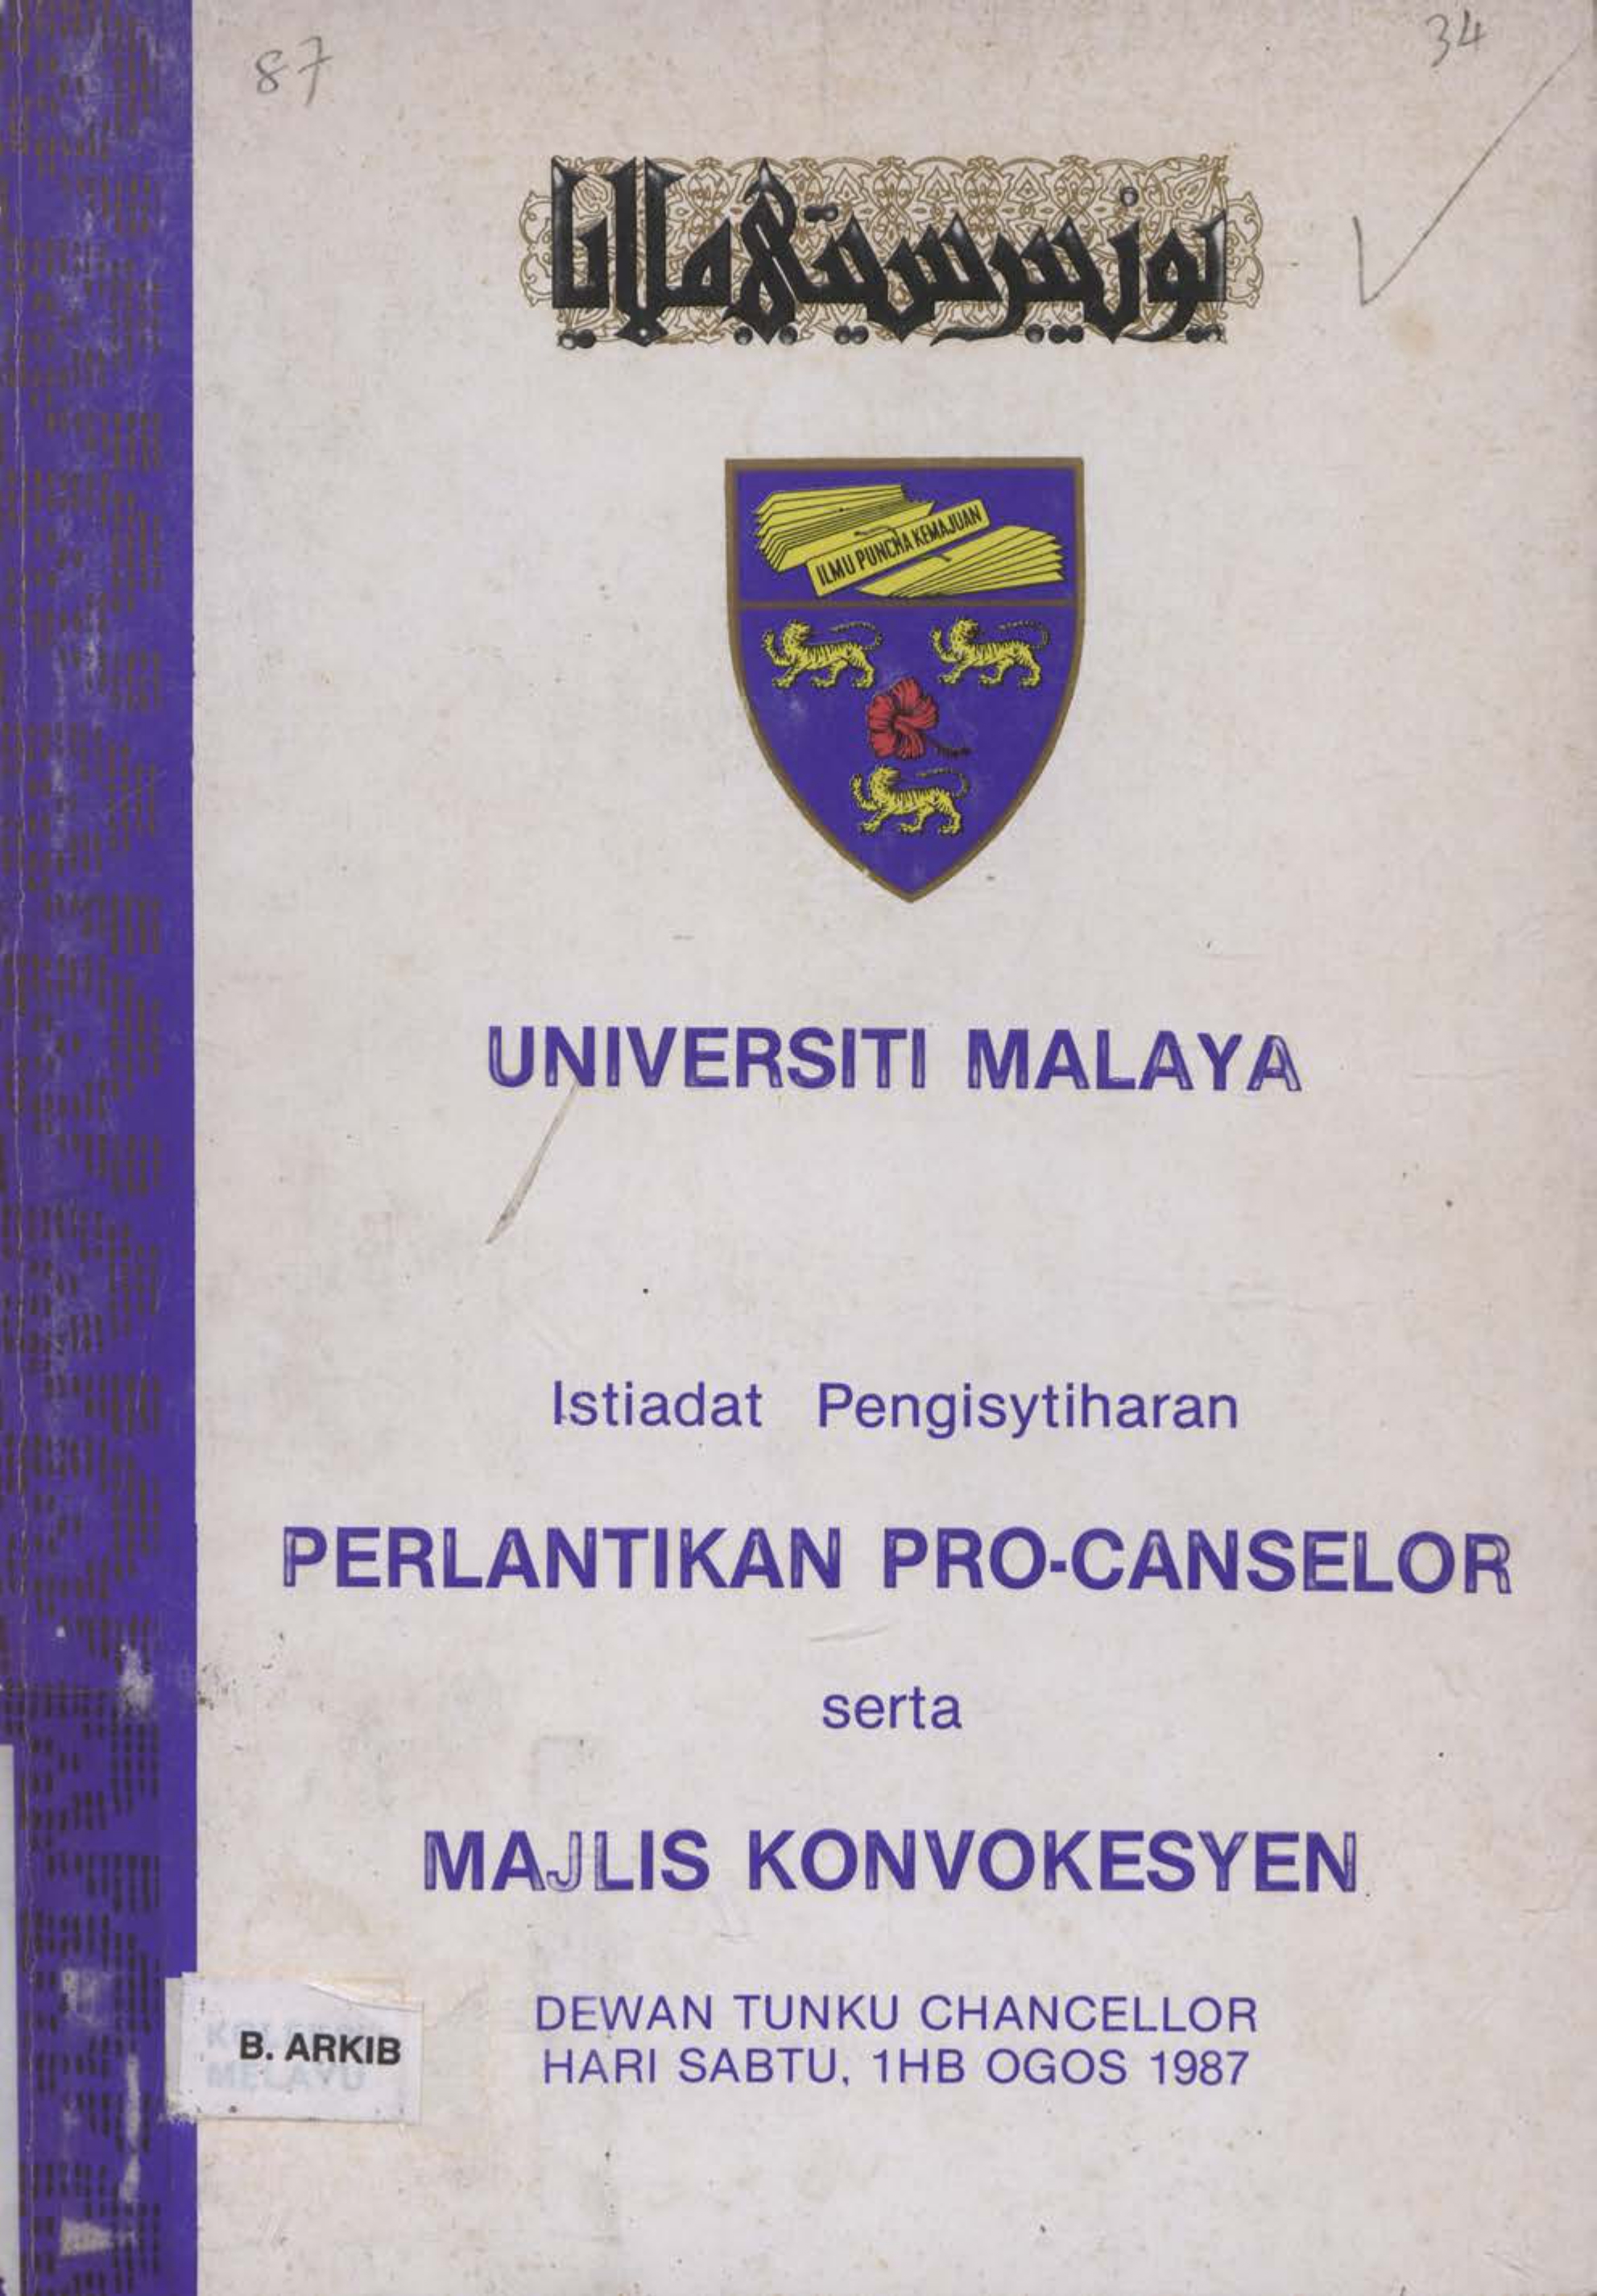 87
34
يونيۏرسيتي ملايا
ILMU PUNCHA KEMAJUAN
UNIVERSITI MALAYA
Istiadat Pengisytiharan
PERLANTIKAN PRO-CANSELOR
serta
MAJLIS KONVOKESYEN
DEWAN TUNKU CHANCELLOR
HARI SABTU, 1HB OGOS 1987
B. ARKIB
MELAYU